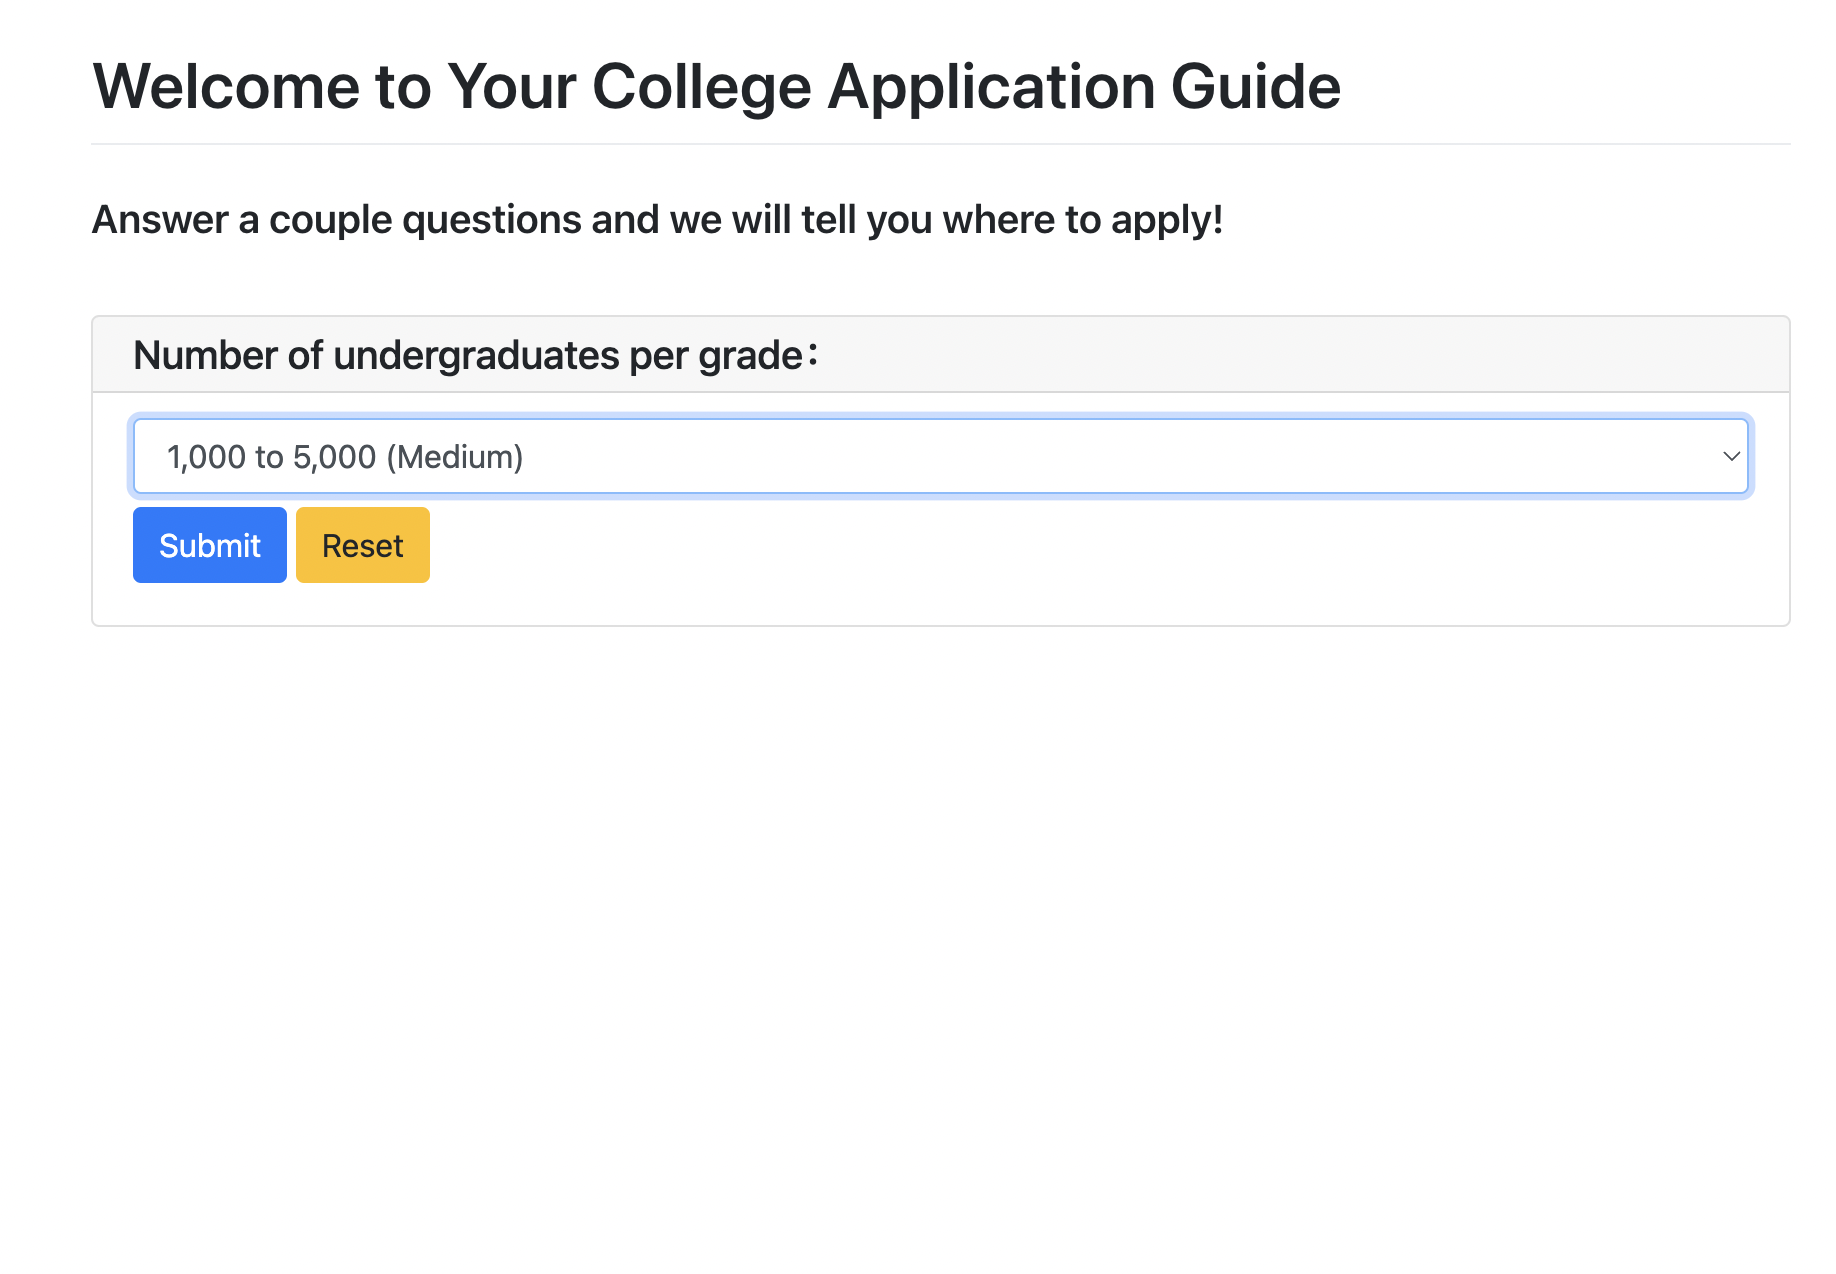 Welcome to Your College Application Guide
Answer a couple questions and we will tell you where to apply!
Number of undergraduates per grade:
1,000 to 5,000 (Medium)
Submit Reset